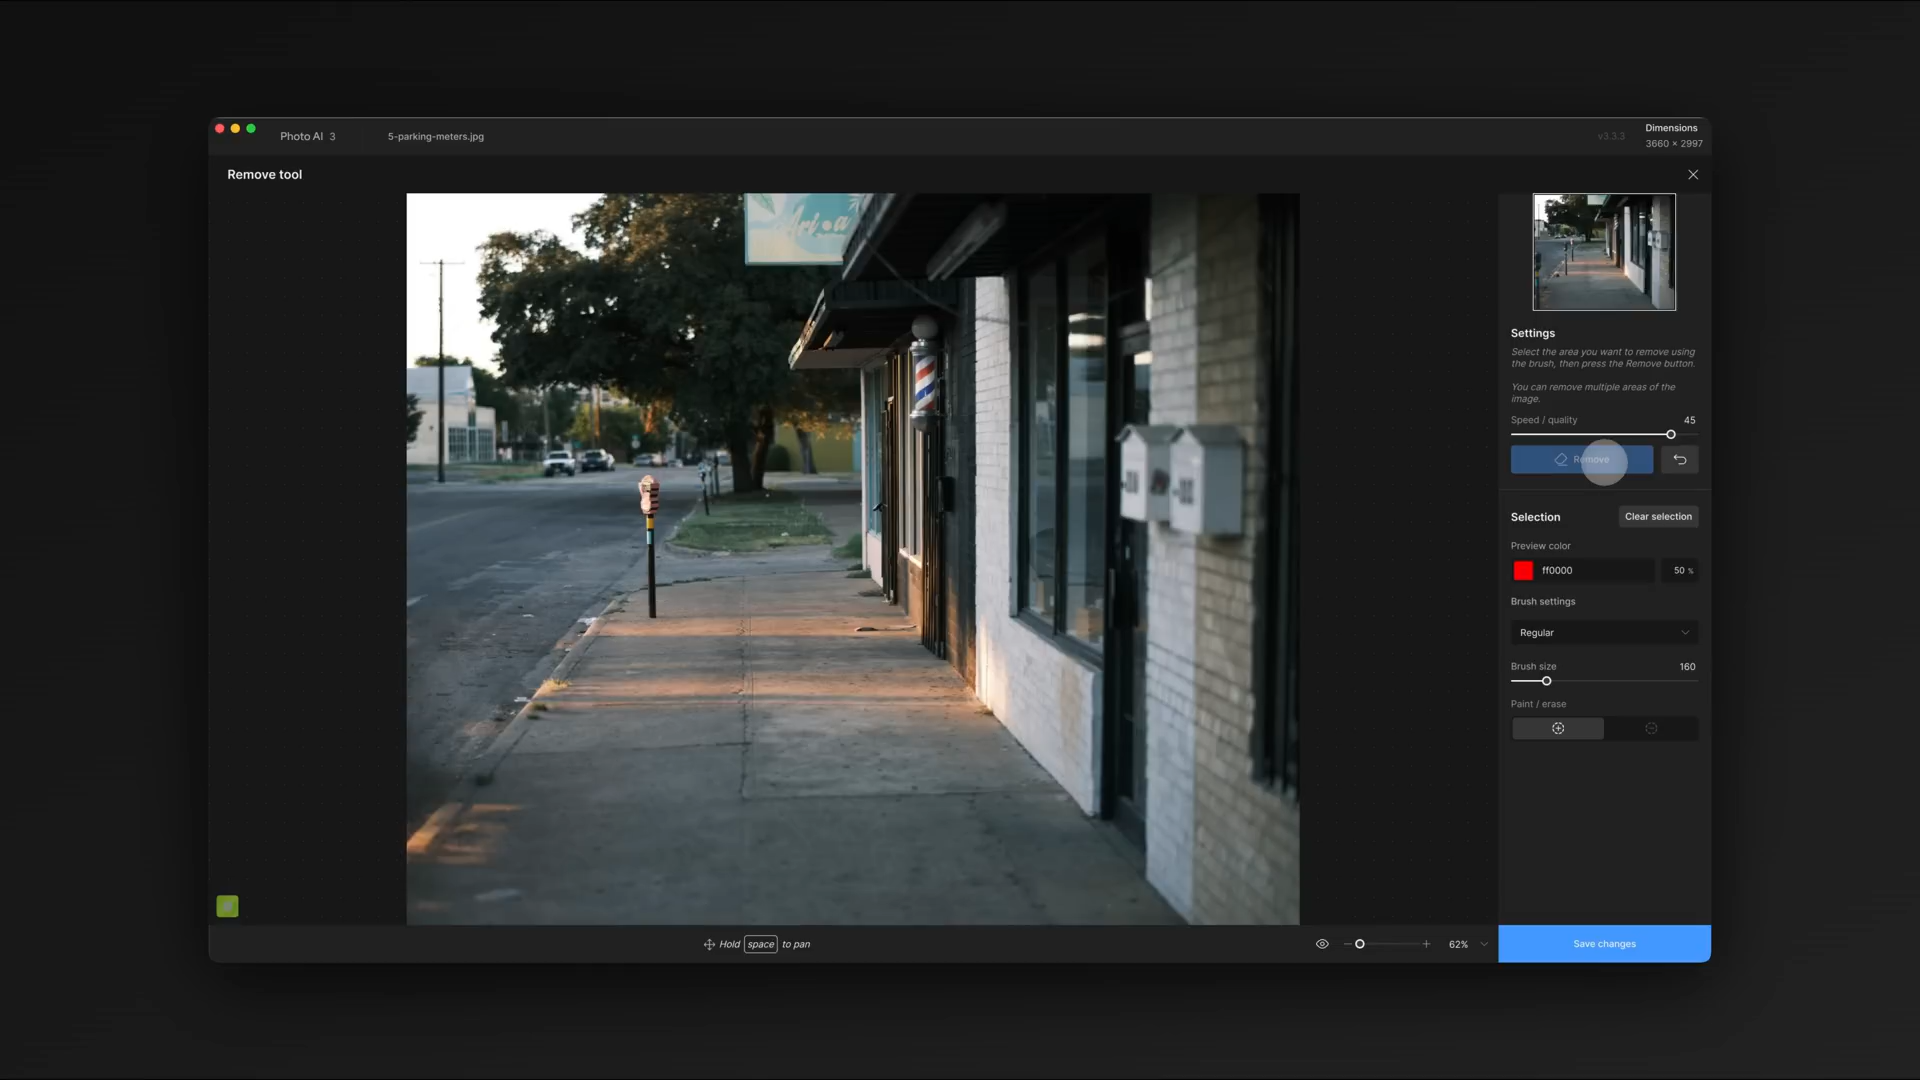 Photo AI 3
5-parking-meters.jpg
v3.3.3
Dimensions
3660 × 2997
Remove tool
Settings
Select the area you want to remove using
the brush, then press the Remove button.
You can remove multiple areas of the
image.
Speed / quality
45
Remove
Selection
Clear selection
Preview color
ff0000
50 %
Brush settings
Regular
Brush size
160
Paint / erase
Hold space to pan
62%
Save changes